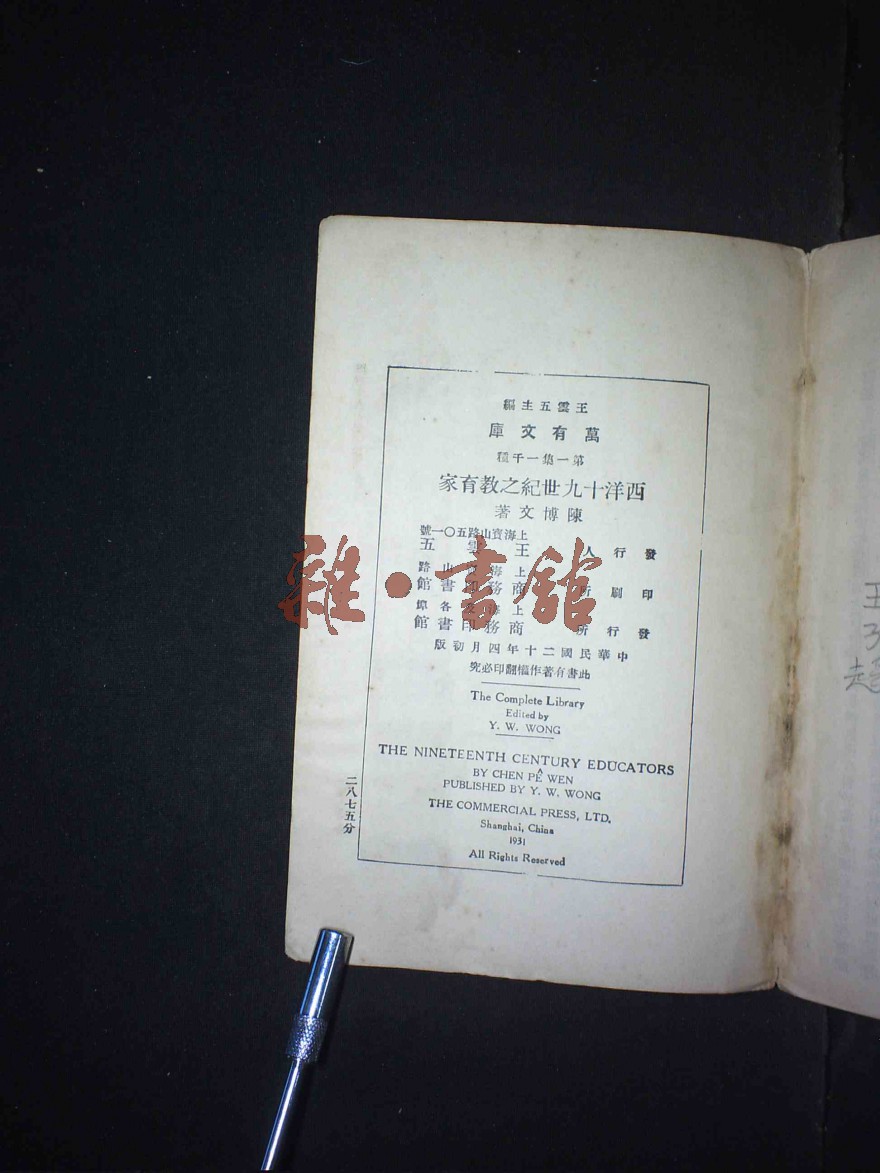 王雲五主編
萬有文庫
第一集一千種
西洋十九世紀之教育家
陳博文著
上海寶山路五〇一號
發行人 王雲五
上海山路
印刷所 商務印書館
上海及各埠
發行所 商務印書館
中華民國二十年四月初版
此書有著作權翻印必究
The Complete Library
Edited by
Y. W. WONG
THE NINETEENTH CENTURY EDUCATORS
BY CHEN PÊ WEN
PUBLISHED BY Y. W. WONG
THE COMMERCIAL PRESS, LTD.
Shanghai, China
1931
All Rights Reserved
二八七五分
雜·書館